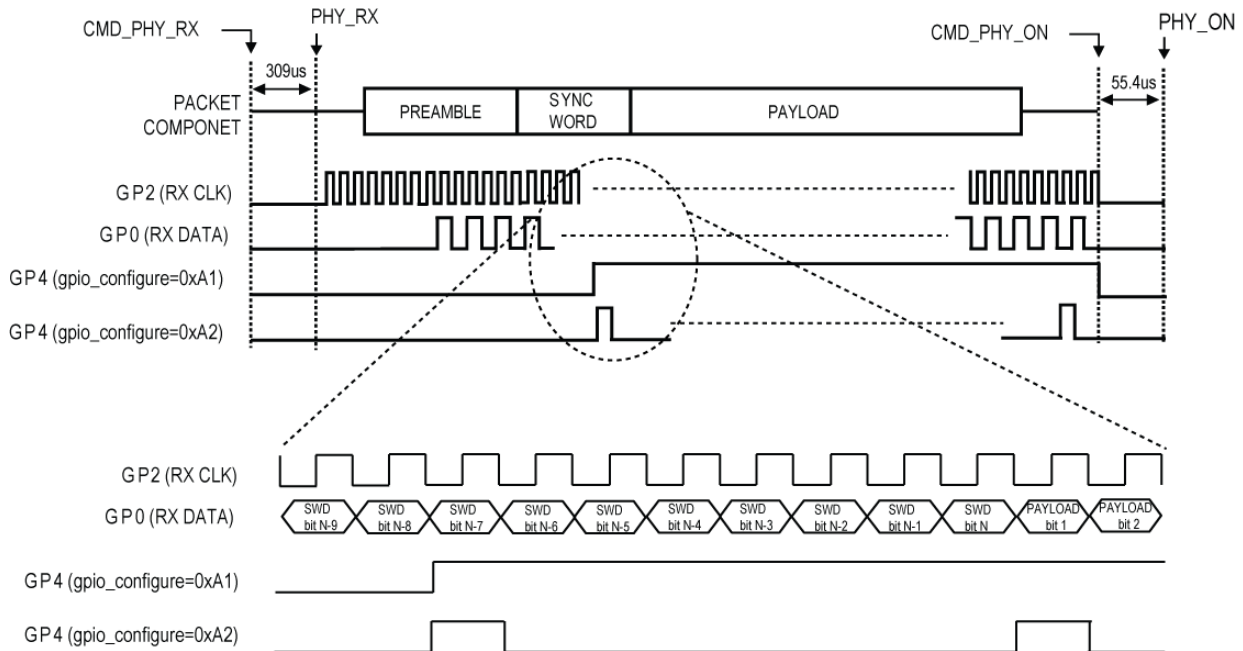 CMD_PHY_RX
PHY_RX
CMD_PHY_ON
PHY_ON
309us
55.4us
PACKET
COMPONET
PREAMBLE
SYNC
WORD
PAYLOAD
GP2 (RX CLK)
GP0 (RX DATA)
GP4 (gpio_configure=0xA1)
GP4 (gpio_configure=0xA2)
GP2 (RX CLK)
GP0 (RX DATA)
SWD
bit N-9
SWD
bit N-8
SWD
bit N-7
SWD
bit N-6
SWD
bit N-5
SWD
bit N-4
SWD
bit N-3
SWD
bit N-2
SWD
bit N-1
SWD
bit N
PAYLOAD
bit 1
PAYLOAD
bit 2
GP4 (gpio_configure=0xA1)
GP4 (gpio_configure=0xA2)